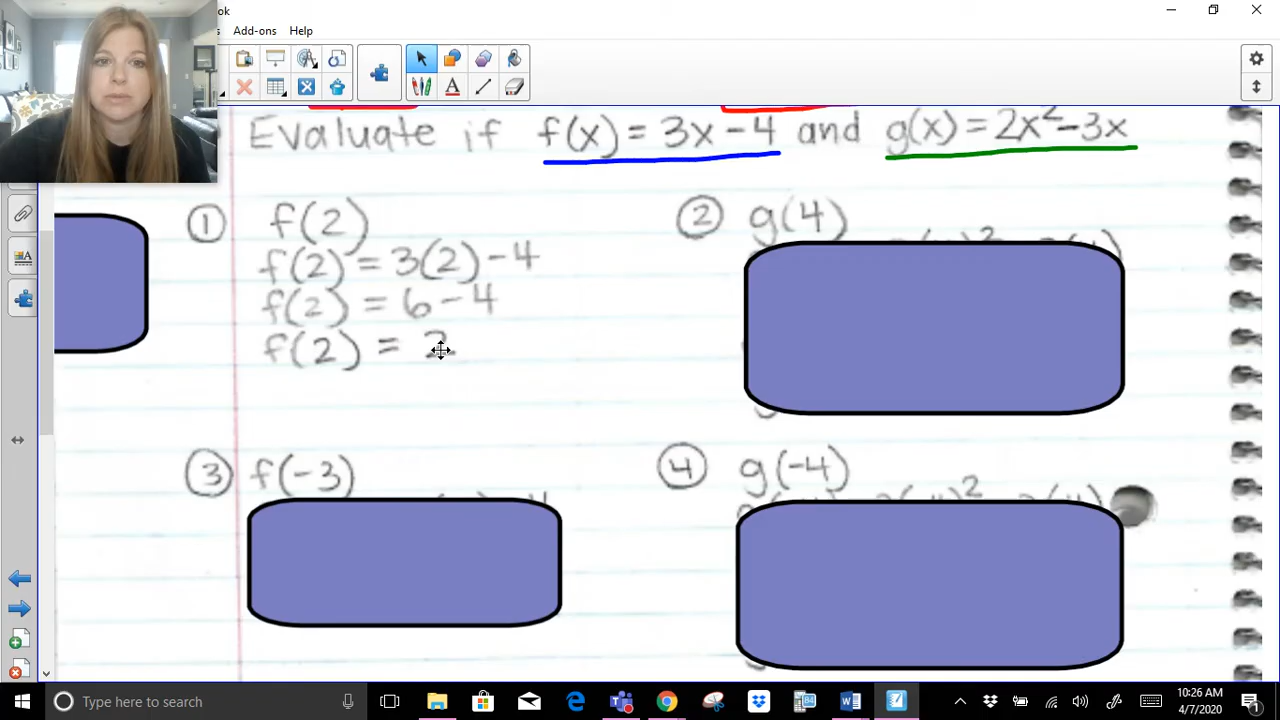 ok
Add-ons Help
Evaluate if f(x) = 3x - 4 and g(x) = 2x² - 3x
① f(2)
f(2) = 3(2) - 4
f(2) = 6 - 4
f(2) = 2
② g(4)
③ f(-3)
④ g(-4)
Type here to search
10:26 AM
4/7/2020